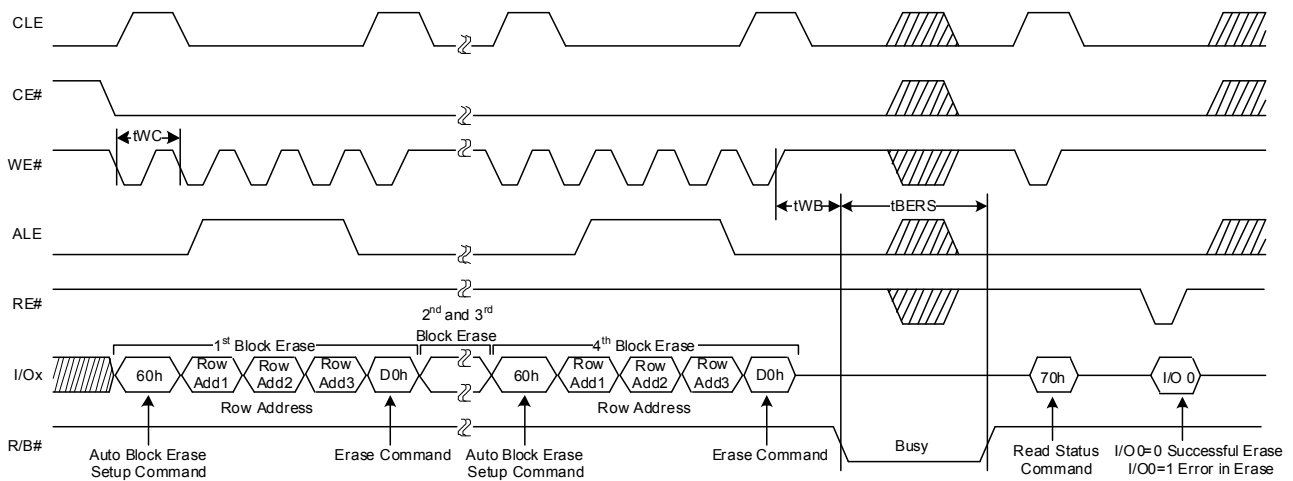 CLE
CE#
tWC
WE#
tWB
tBERS
ALE
RE#
2nd and 3rd
Block Erase
1st Block Erase
4th Block Erase
I/Ox
60h
Row
Add1
Row
Add2
Row
Add3
D0h
60h
Row
Add1
Row
Add2
Row
Add3
D0h
70h
I/O 0
Row Address
Row Address
R/B#
Busy
Auto Block Erase
Setup Command
Erase Command
Auto Block Erase
Setup Command
Erase Command
Read Status
Command
I/O0=0 Successful Erase
I/O0=1 Error in Erase